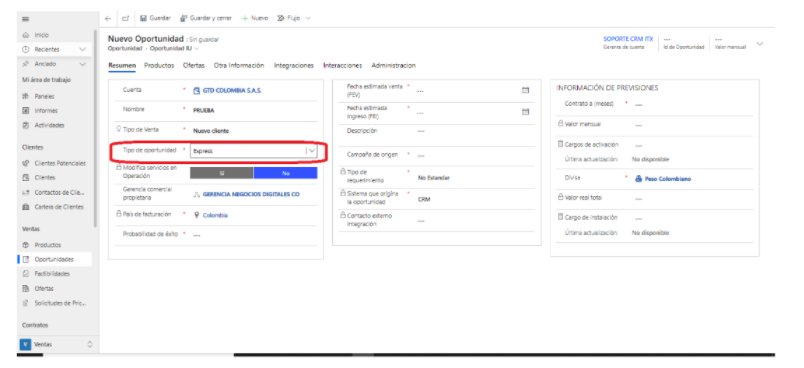 Guardar Guardar y cerrar Nuevo Flujo
Inicio
Recientes
Anclado
Mi área de trabajo
Paneles
Informes
Actividades
Clientes
Clientes Potenciales
Clientes
Contactos de Clie...
Cartera de Clientes
Ventas
Productos
Oportunidades
Factibilidades
Ofertas
Solicitudes de Pric...
Contratos
V Ventas
Nuevo Oportunidad : Sin guardar
Oportunidad · Oportunidad IU
SOPORTE CRM ITX
Gerente de cuenta
---
Id de Oportunidad
---
Valor mensual
Resumen Productos Ofertas Otra Información Integraciones Interacciones Administracion
Cuenta * GTD COLOMBIA S.A.S.
Nombre * PRUEBA
Tipo de Venta * Nuevo cliente
Tipo de oportunidad * Express
Modifica servicios en Operación
Sí No
Gerencia comercial propietaria
GERENCIA NEGOCIOS DIGITALES CO
País de facturación * Colombia
Probabilidad de éxito * ---
Fecha estimada venta (FEV) * ---
Fecha estimada ingreso (FEI) * ---
Descripción ---
Campaña de origen * ---
Tipo de requerimiento * No Estandar
Sistema que origina la oportunidad * CRM
Contacto externo integración ---
INFORMACIÓN DE PREVISIONES
Contrato a (meses) * ---
Valor mensual ---
Cargos de activación ---
Última actualización: No disponible
Divisa * Peso Colombiano
Valor real total ---
Cargo de instalación ---
Última actualización: No disponible